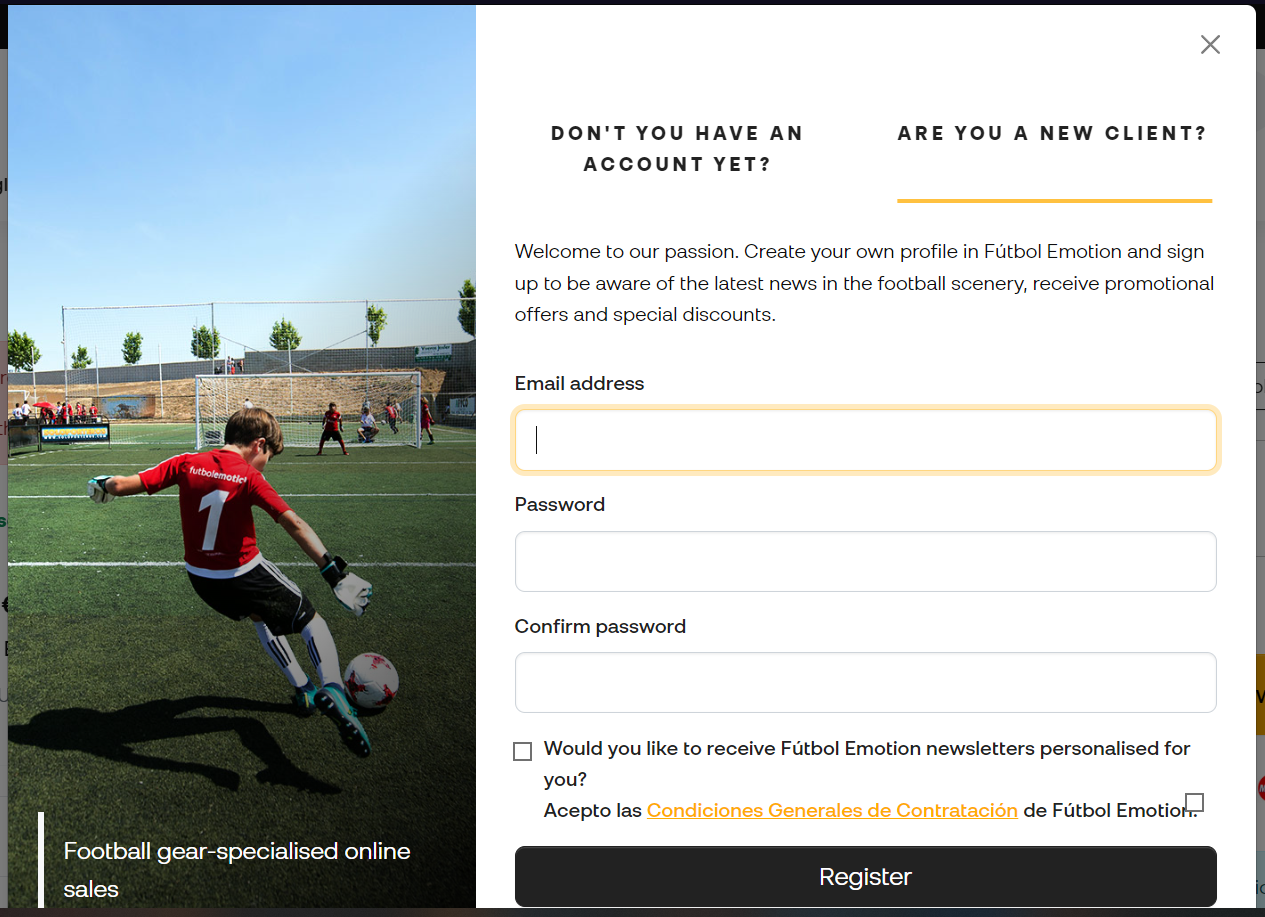 DON'T YOU HAVE AN
ACCOUNT YET?
ARE YOU A NEW CLIENT?
Welcome to our passion. Create your own profile in Fútbol Emotion and sign
up to be aware of the latest news in the football scenery, receive promotional
offers and special discounts.
Email address
Password
Confirm password
Would you like to receive Fútbol Emotion newsletters personalised for
you?
Acepto las Condiciones Generales de Contratación de Fútbol Emotion.
Register
1
Football gear-specialised online
sales